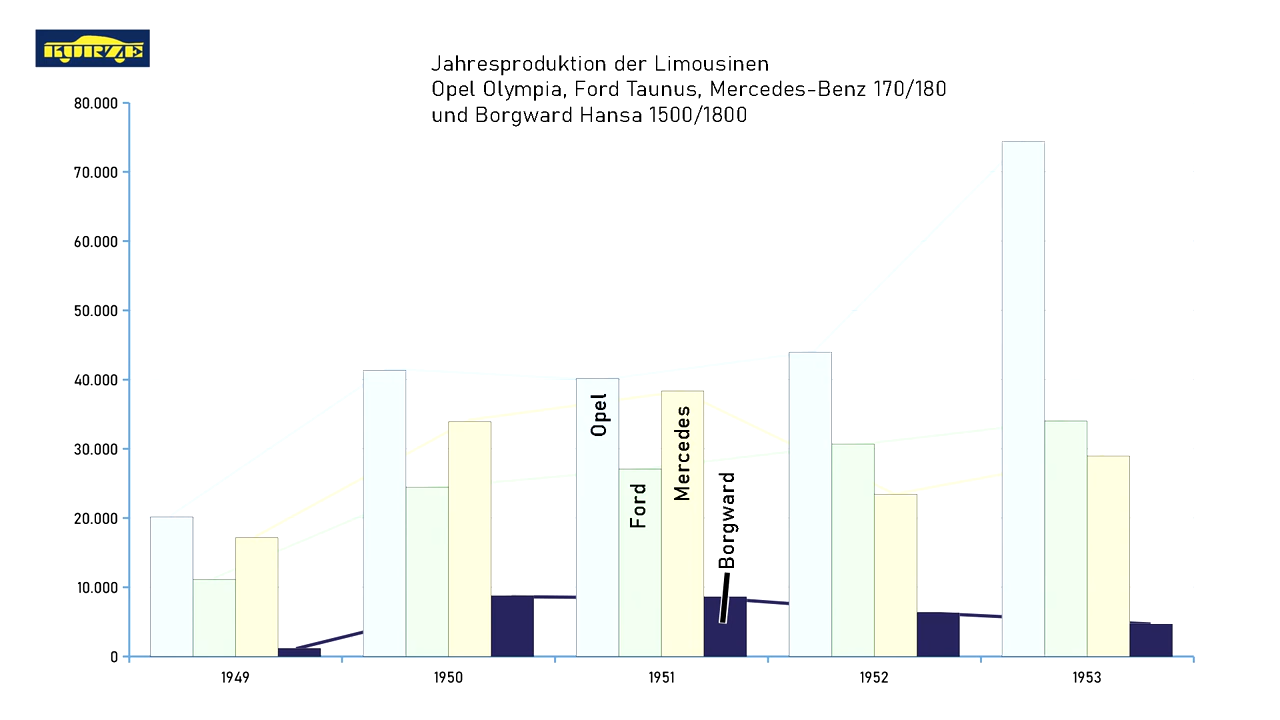 KURZE
Jahresproduktion der Limousinen
Opel Olympia, Ford Taunus, Mercedes-Benz 170/180
und Borgward Hansa 1500/1800
80.000
70.000
60.000
50.000
40.000
30.000
20.000
10.000
0
Opel
Ford
Mercedes
Borgward
1949
1950
1951
1952
1953